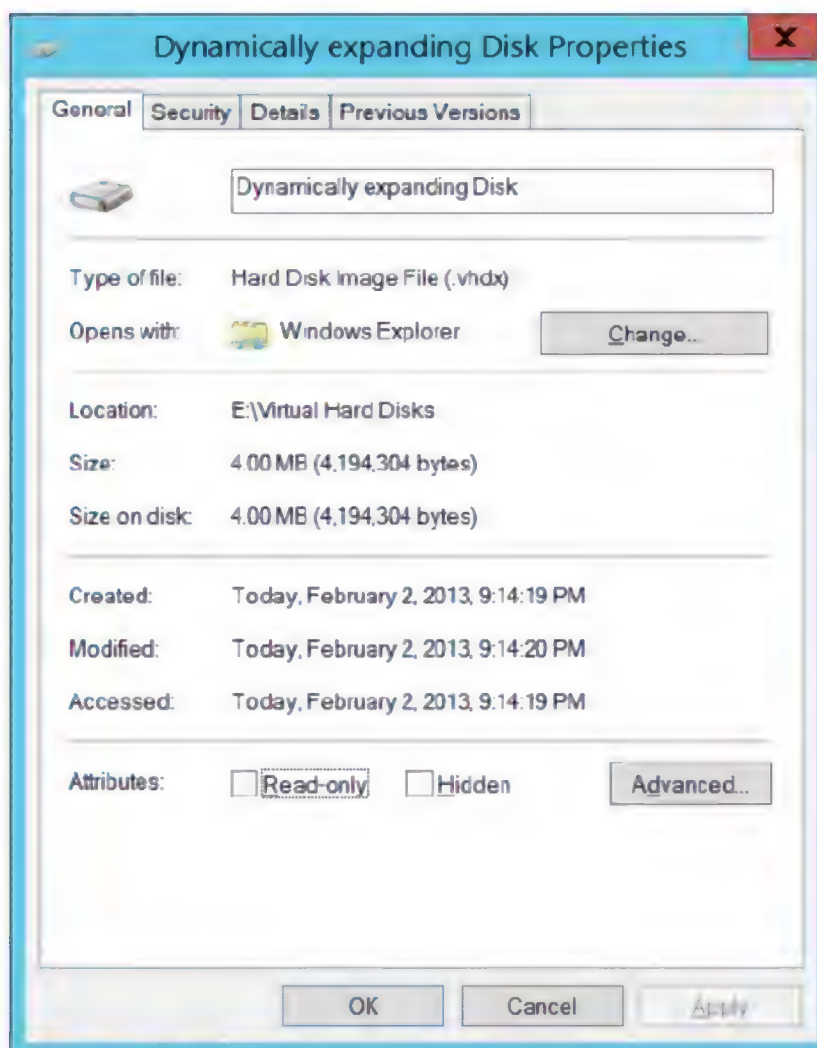 Dynamically expanding Disk Properties
X
General Security Details Previous Versions
Dynamically expanding Disk
Type of file: Hard Disk Image File (.vhdx)
Opens with: Windows Explorer Change...
Location: E:\Virtual Hard Disks
Size: 4.00 MB (4,194,304 bytes)
Size on disk: 4.00 MB (4,194,304 bytes)
Created: Today, February 2, 2013, 9:14:19 PM
Modified: Today, February 2, 2013, 9:14:20 PM
Accessed: Today, February 2, 2013, 9:14:19 PM
Attributes: Read-only Hidden Advanced...
OK Cancel Apply